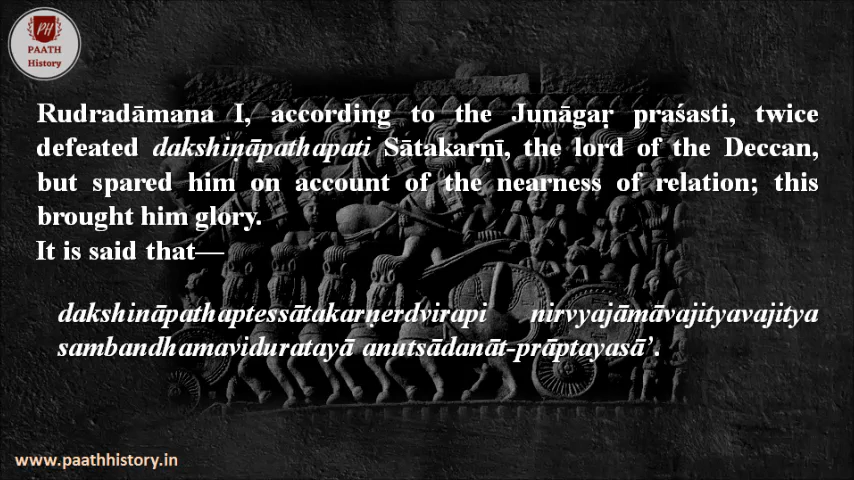 PH
PAATH
History
Rudradāmana I, according to the Junāgaṛ praśasti, twice
defeated dakshiṇāpathapati Sātakarṇī, the lord of the Deccan,
but spared him on account of the nearness of relation; this
brought him glory.
It is said that—
dakshināpathaptessātakarṇerdvirapi nirvyajāmāvajityavajitya
sambandhamaviduratayā anutsādanāt-prāptayasā’.
www.paathhistory.in